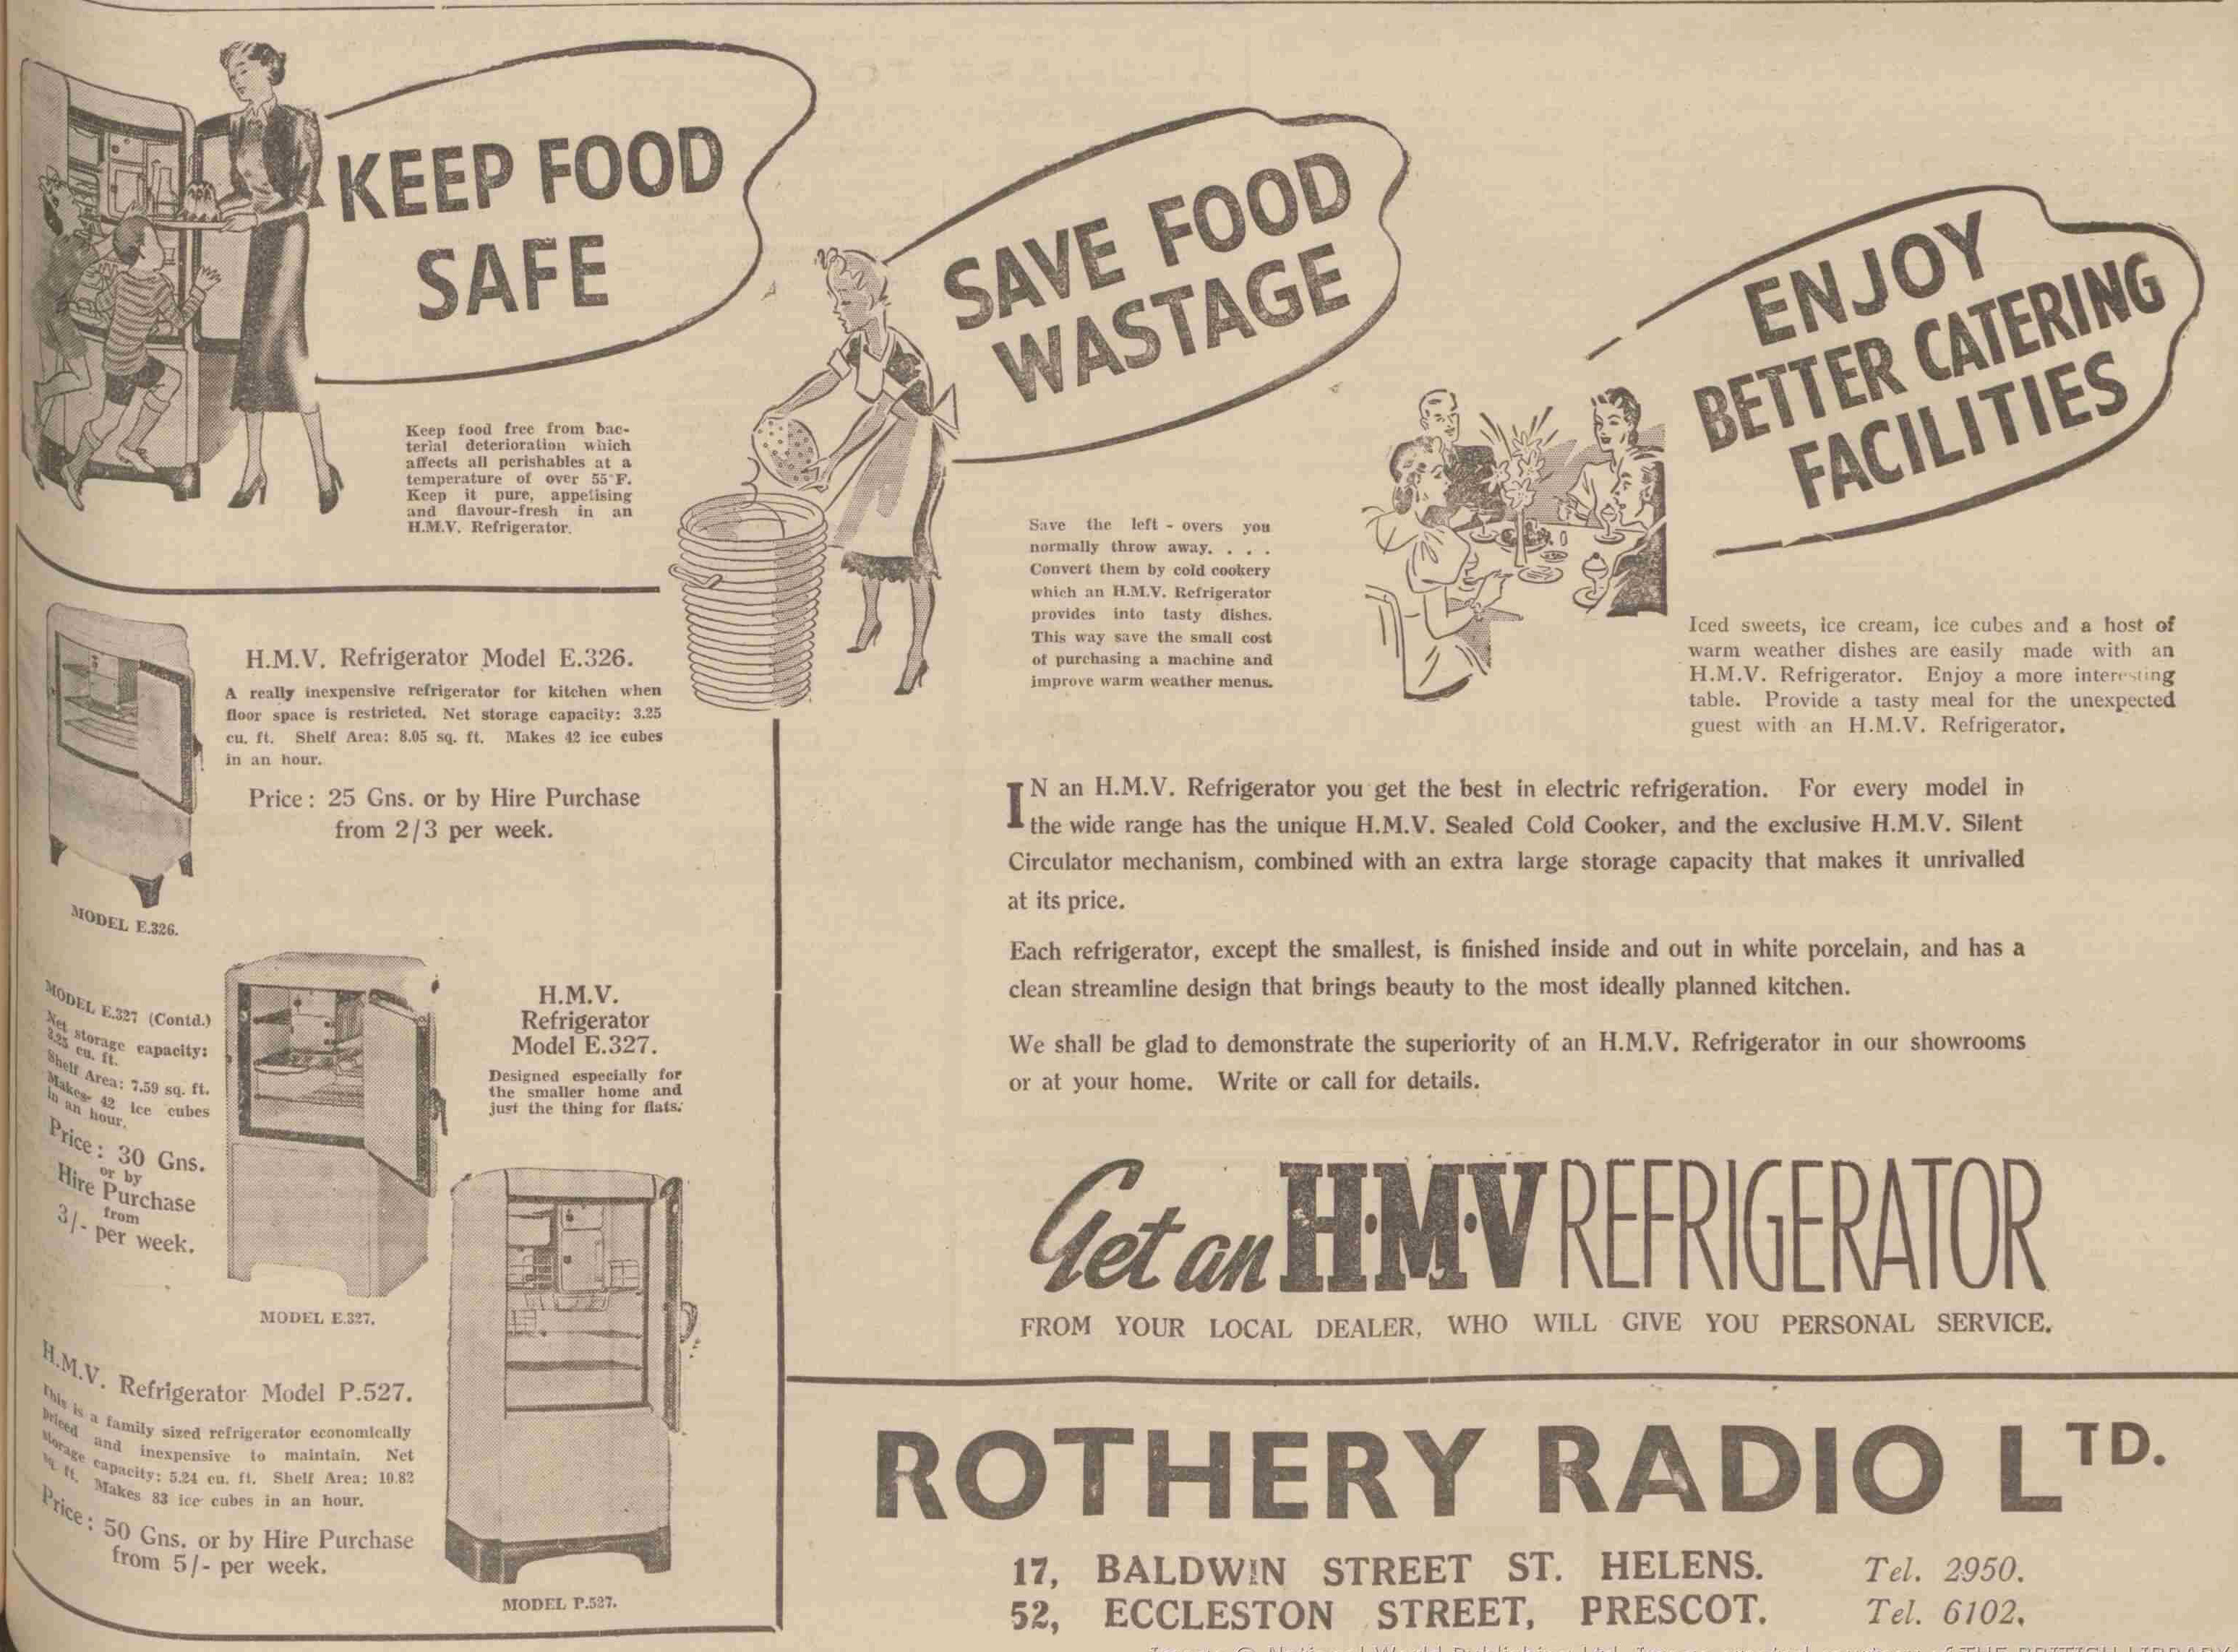 KEEP FOOD
SAFE
Keep food free from bac-
terial deterioration which
affects all perishables at a
temperature of over 55°F.
Keep it pure, appetising
and flavour-fresh in an
H.M.V. Refrigerator.
SAVE FOOD
WASTAGE
Save the left - overs you
normally throw away. . . .
Convert them by cold cookery
which an H.M.V. Refrigerator
provides into tasty dishes.
This way save the small cost
of purchasing a machine and
improve warm weather menus.
ENJOY
BETTER CATERING
FACILITIES
Iced sweets, ice cream, ice cubes and a host of
warm weather dishes are easily made with an
H.M.V. Refrigerator. Enjoy a more interesting
table. Provide a tasty meal for the unexpected
guest with an H.M.V. Refrigerator.
H.M.V. Refrigerator Model E.326.
A really inexpensive refrigerator for kitchen when
floor space is restricted. Net storage capacity: 3.25
cu. ft. Shelf Area: 8.05 sq. ft. Makes 42 ice cubes
in an hour.
Price: 25 Gns. or by Hire Purchase
from 2/3 per week.
MODEL E.326.
H.M.V.
Refrigerator
Model E.327.
Designed especially for
the smaller home and
just the thing for flats.
MODEL E.327 (Contd.)
Net storage capacity:
3.25 cu. ft.
Shelf Area: 7.59 sq. ft.
Makes 42 ice cubes
in an hour.
Price: 30 Gns.
or by
Hire Purchase
from
3/- per week.
MODEL E.327.
H.M.V. Refrigerator Model P.527.
This is a family sized refrigerator economically
priced and inexpensive to maintain. Net
storage capacity: 5.24 cu. ft. Shelf Area: 10.82
sq. ft. Makes 83 ice cubes in an hour.
Price: 50 Gns. or by Hire Purchase
from 5/- per week.
MODEL P.527.
IN an H.M.V. Refrigerator you get the best in electric refrigeration. For every model in
the wide range has the unique H.M.V. Sealed Cold Cooker, and the exclusive H.M.V. Silent
Circulator mechanism, combined with an extra large storage capacity that makes it unrivalled
at its price.
Each refrigerator, except the smallest, is finished inside and out in white porcelain, and has a
clean streamline design that brings beauty to the most ideally planned kitchen.
We shall be glad to demonstrate the superiority of an H.M.V. Refrigerator in our showrooms
or at your home. Write or call for details.
Get an H·M·V REFRIGERATOR
FROM YOUR LOCAL DEALER, WHO WILL GIVE YOU PERSONAL SERVICE.
ROTHERY RADIO LTD.
17, BALDWIN STREET ST. HELENS. Tel. 2950.
52, ECCLESTON STREET, PRESCOT. Tel. 6102.